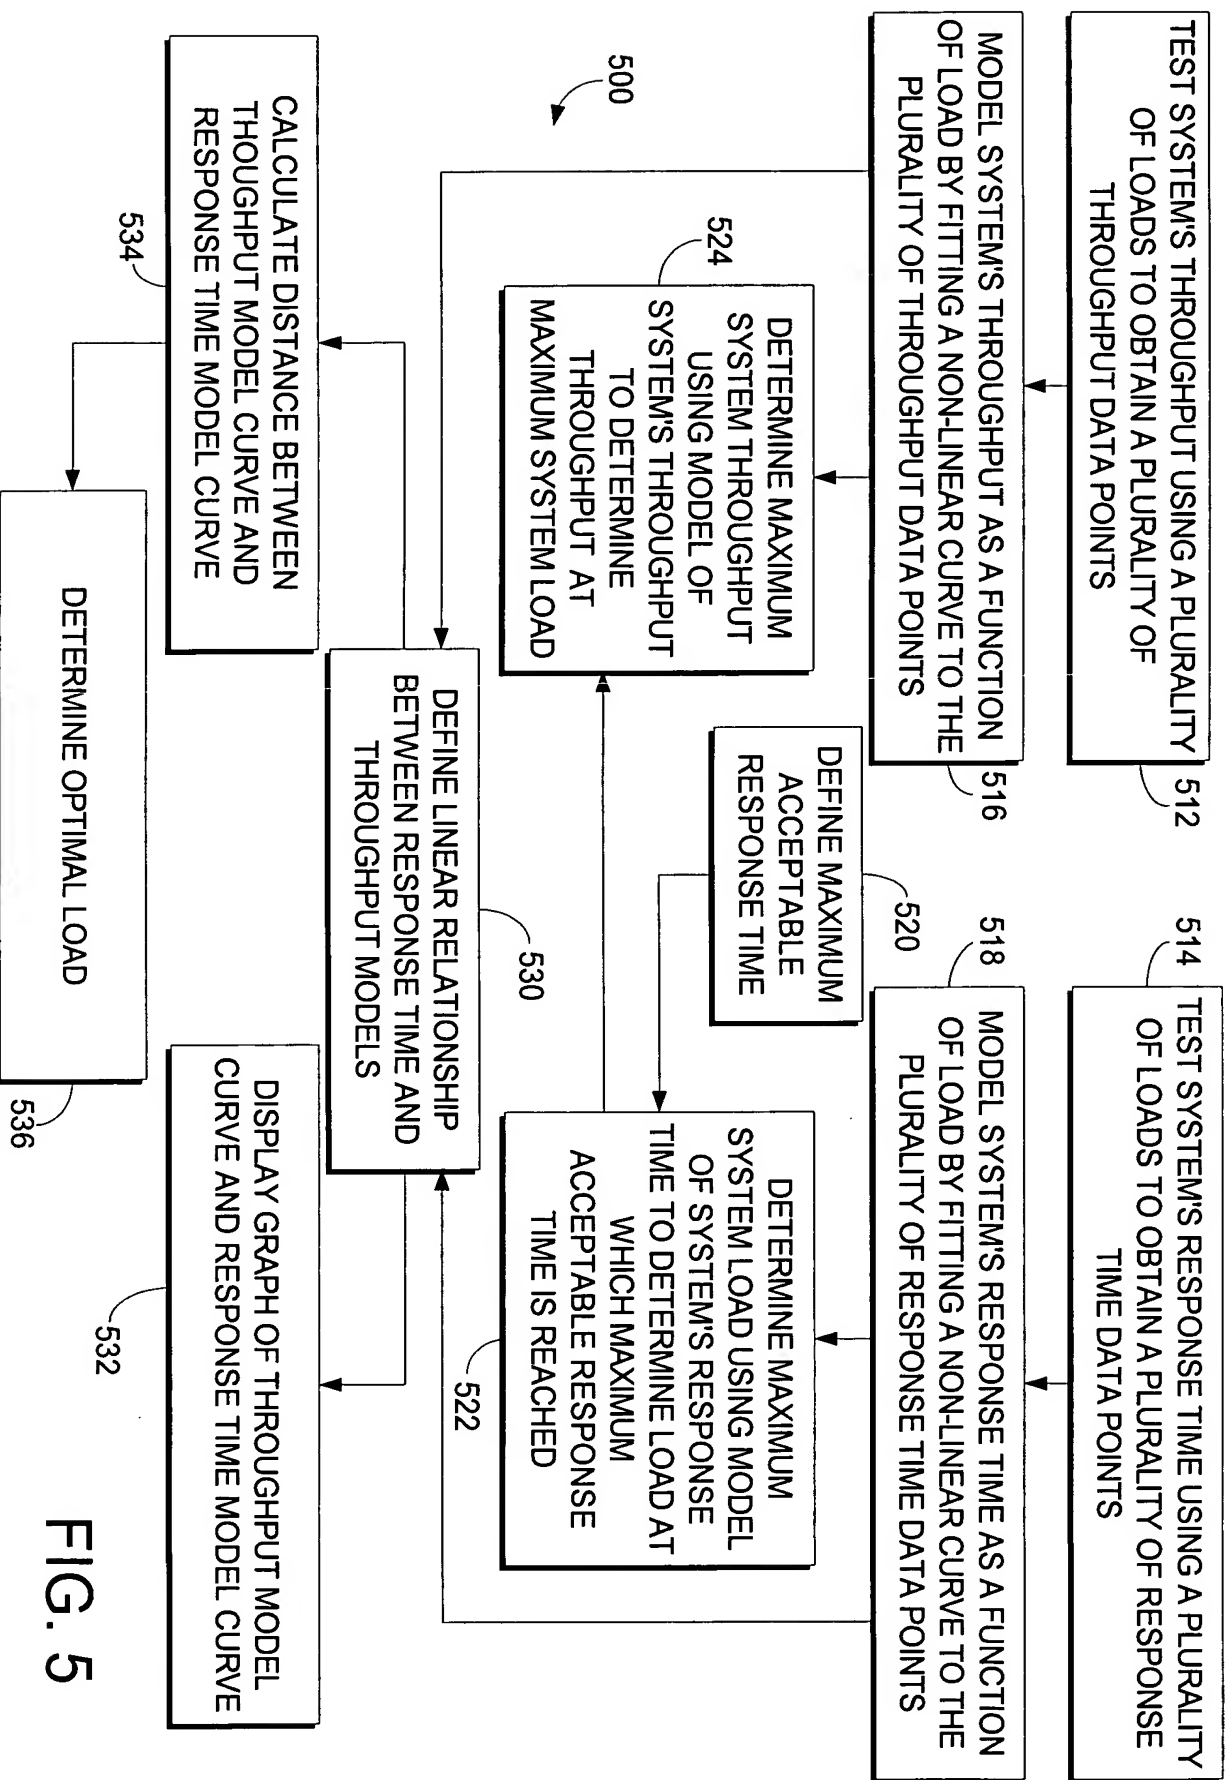 TEST SYSTEM'S THROUGHPUT USING A PLURALITY
OF LOADS TO OBTAIN A PLURALITY OF
THROUGHPUT DATA POINTS
512
514
TEST SYSTEM'S RESPONSE TIME USING A PLURALITY
OF LOADS TO OBTAIN A PLURALITY OF RESPONSE
TIME DATA POINTS
MODEL SYSTEM'S THROUGHPUT AS A FUNCTION
OF LOAD BY FITTING A NON-LINEAR CURVE TO THE
PLURALITY OF THROUGHPUT DATA POINTS
516
518
MODEL SYSTEM'S RESPONSE TIME AS A FUNCTION
OF LOAD BY FITTING A NON-LINEAR CURVE TO THE
PLURALITY OF RESPONSE TIME DATA POINTS
500
524
DETERMINE MAXIMUM
SYSTEM THROUGHPUT
USING MODEL OF
SYSTEM'S THROUGHPUT
TO DETERMINE
THROUGHPUT AT
MAXIMUM SYSTEM LOAD
DEFINE MAXIMUM
ACCEPTABLE
RESPONSE TIME
520
DETERMINE MAXIMUM
SYSTEM LOAD USING MODEL
OF SYSTEM'S RESPONSE
TIME TO DETERMINE LOAD AT
WHICH MAXIMUM
ACCEPTABLE RESPONSE
TIME IS REACHED
522
DEFINE LINEAR RELATIONSHIP
BETWEEN RESPONSE TIME AND
THROUGHPUT MODELS
530
CALCULATE DISTANCE BETWEEN
THOUGHPUT MODEL CURVE AND
RESPONSE TIME MODEL CURVE
534
DISPLAY GRAPH OF THROUGHPUT MODEL
CURVE AND RESPONSE TIME MODEL CURVE
532
DETERMINE OPTIMAL LOAD
536
FIG. 5